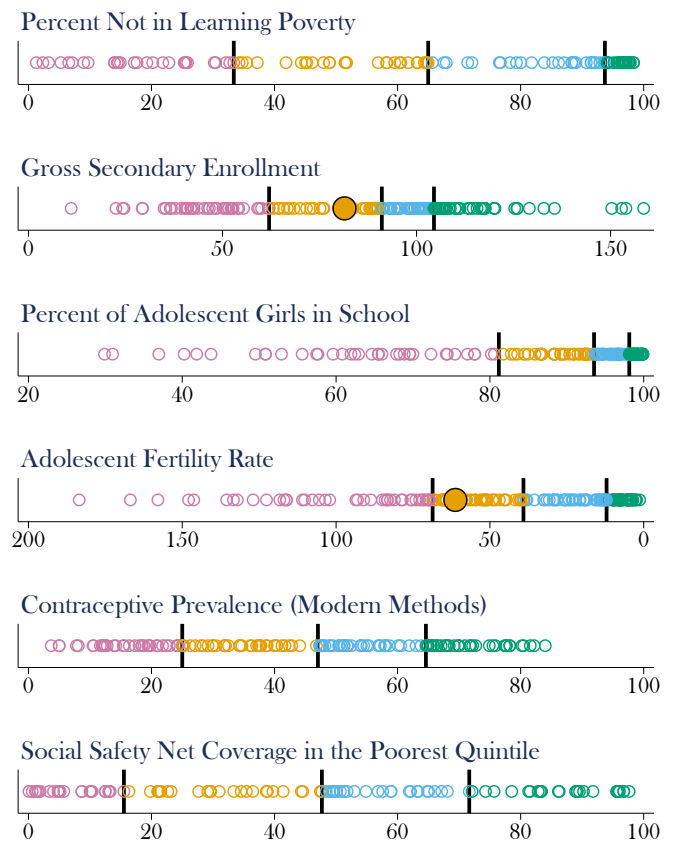 Percent Not in Learning Poverty
0 20 40 60 80 100
Gross Secondary Enrollment
0 50 100 150
Percent of Adolescent Girls in School
20 40 60 80 100
Adolescent Fertility Rate
200 150 100 50 0
Contraceptive Prevalence (Modern Methods)
0 20 40 60 80 100
Social Safety Net Coverage in the Poorest Quintile
0 20 40 60 80 100